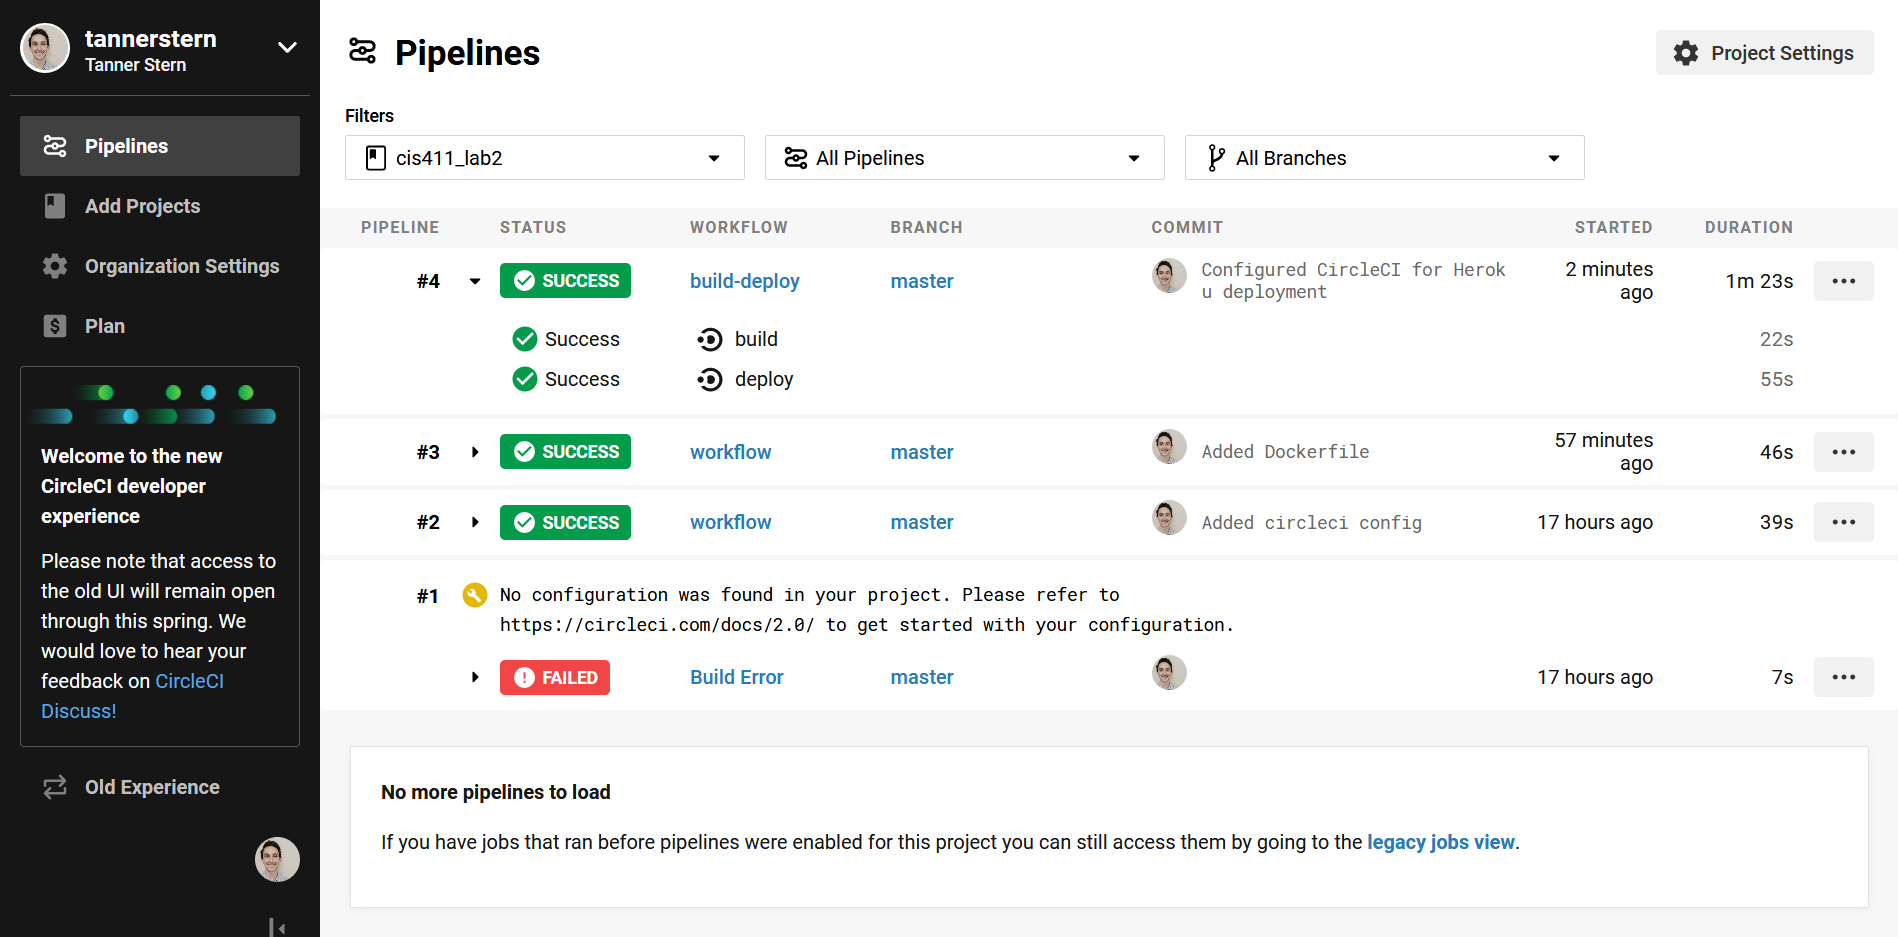 tannerstern
Tanner Stern
Pipelines
Add Projects
Organization Settings
Plan
Welcome to the new
CircleCI developer
experience
Please note that access to
the old UI will remain open
through this spring. We
would love to hear your
feedback on CircleCI
Discuss!
Old Experience
Pipelines
Project Settings
Filters
cis411_lab2 All Pipelines All Branches
PIPELINE STATUS WORKFLOW BRANCH COMMIT STARTED DURATION
#4 SUCCESS build-deploy master Configured CircleCI for Herok
u deployment 2 minutes
ago 1m 23s
Success build 22s
Success deploy 55s
#3 SUCCESS workflow master Added Dockerfile 57 minutes
ago 46s
#2 SUCCESS workflow master Added circleci config 17 hours ago 39s
#1 No configuration was found in your project. Please refer to
https://circleci.com/docs/2.0/ to get started with your configuration.
FAILED Build Error master 17 hours ago 7s
No more pipelines to load
If you have jobs that ran before pipelines were enabled for this project you can still access them by going to the legacy jobs view.